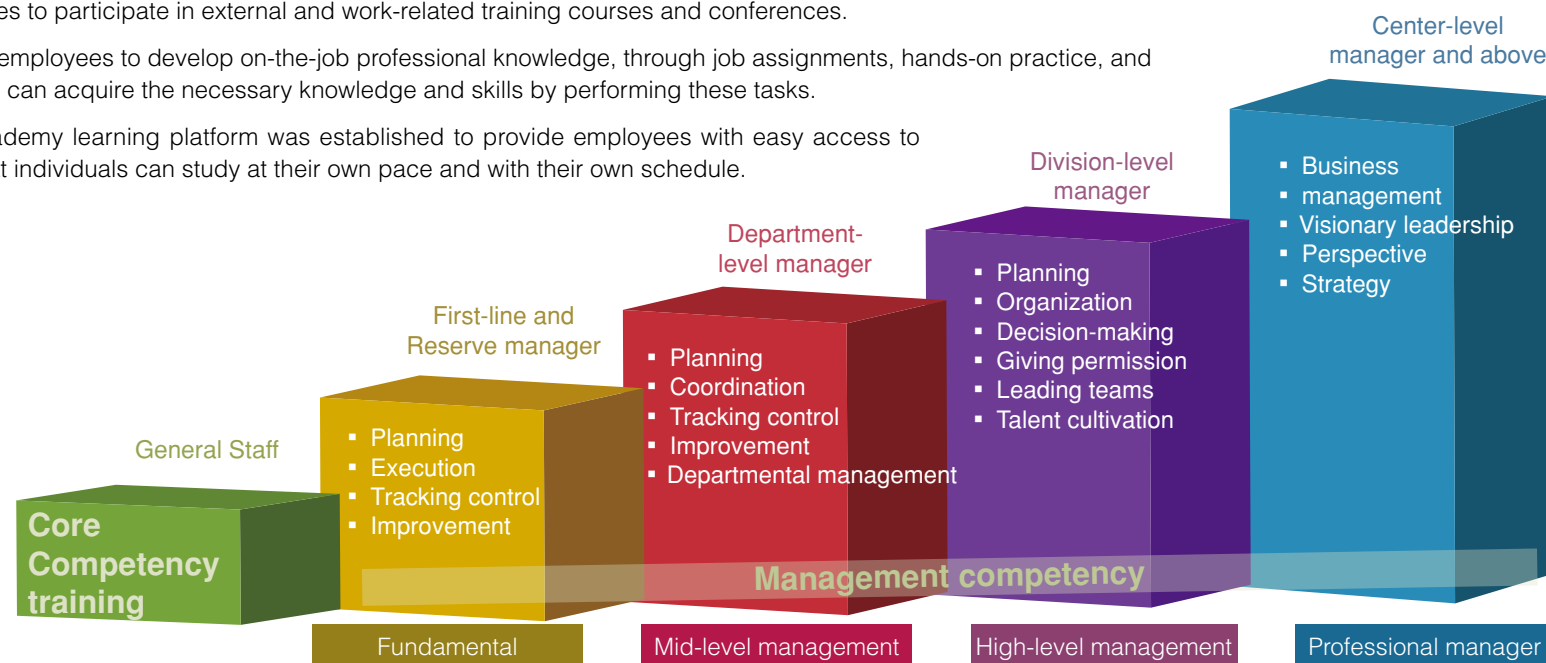 es to participate in external and work-related training courses and conferences.
employees to develop on-the-job professional knowledge, through job assignments, hands-on practice, and
can acquire the necessary knowledge and skills by performing these tasks.
ademy learning platform was established to provide employees with easy access to
t individuals can study at their own pace and with their own schedule.
General Staff
Core
Competency
training
First-line and
Reserve manager
▪ Planning
▪ Execution
▪ Tracking control
▪ Improvement
Fundamental
Department-
level manager
▪ Planning
▪ Coordination
▪ Tracking control
▪ Improvement
▪ Departmental management
Mid-level management
Division-level
manager
▪ Planning
▪ Organization
▪ Decision-making
▪ Giving permission
▪ Leading teams
▪ Talent cultivation
High-level management
Center-level
manager and above
▪ Business
▪ management
▪ Visionary leadership
▪ Perspective
▪ Strategy
Professional manager
Management competency